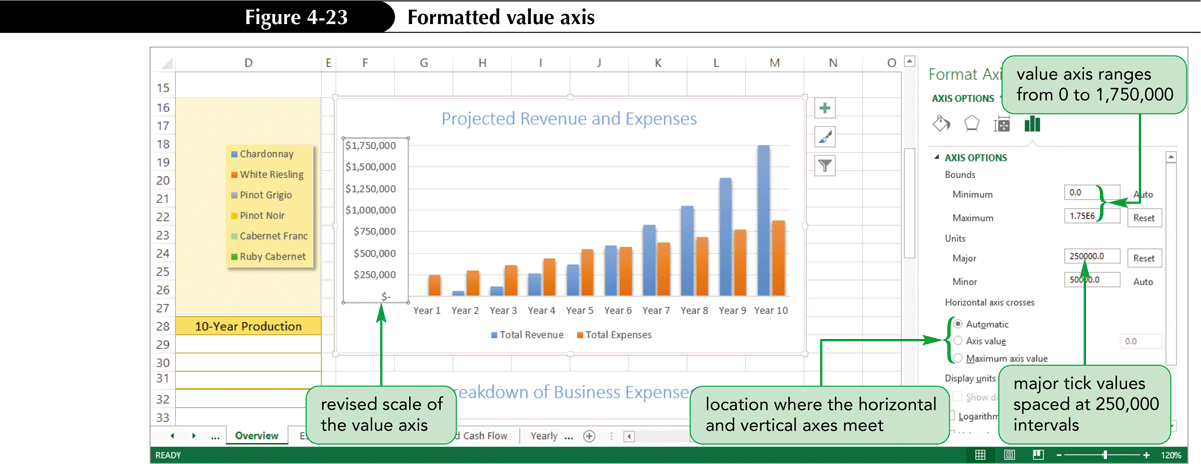 Figure 4-23 Formatted value axis
D E F G H I J K L M N O
15
16
17
18
19
20
21
22
23
24
25
26
27
28
29
30
31
32
33
Chardonnay
White Riesling
Pinot Grigio
Pinot Noir
Cabernet Franc
Ruby Cabernet
10-Year Production
Projected Revenue and Expenses
$1,750,000
$1,500,000
$1,250,000
$1,000,000
$750,000
$500,000
$250,000
$-
Year 1 Year 2 Year 3 Year 4 Year 5 Year 6 Year 7 Year 8 Year 9 Year 10
Total Revenue Total Expenses
reakdown of Business Expense
revised scale of
the value axis
location where the horizontal
and vertical axes meet
Format Axi
value axis ranges
from 0 to 1,750,000
AXIS OPTIONS
AXIS OPTIONS
Bounds
Minimum 0.0 Auto
Maximum 1.75E6 Reset
Units
Major 250000.0 Reset
Minor 50000.0 Auto
Horizontal axis crosses
Automatic
Axis value 0.0
Maximum axis value
Display units
Show di
Logarithm
major tick values
spaced at 250,000
intervals
... Overview E d Cash Flow Yearly ...
READY 120%